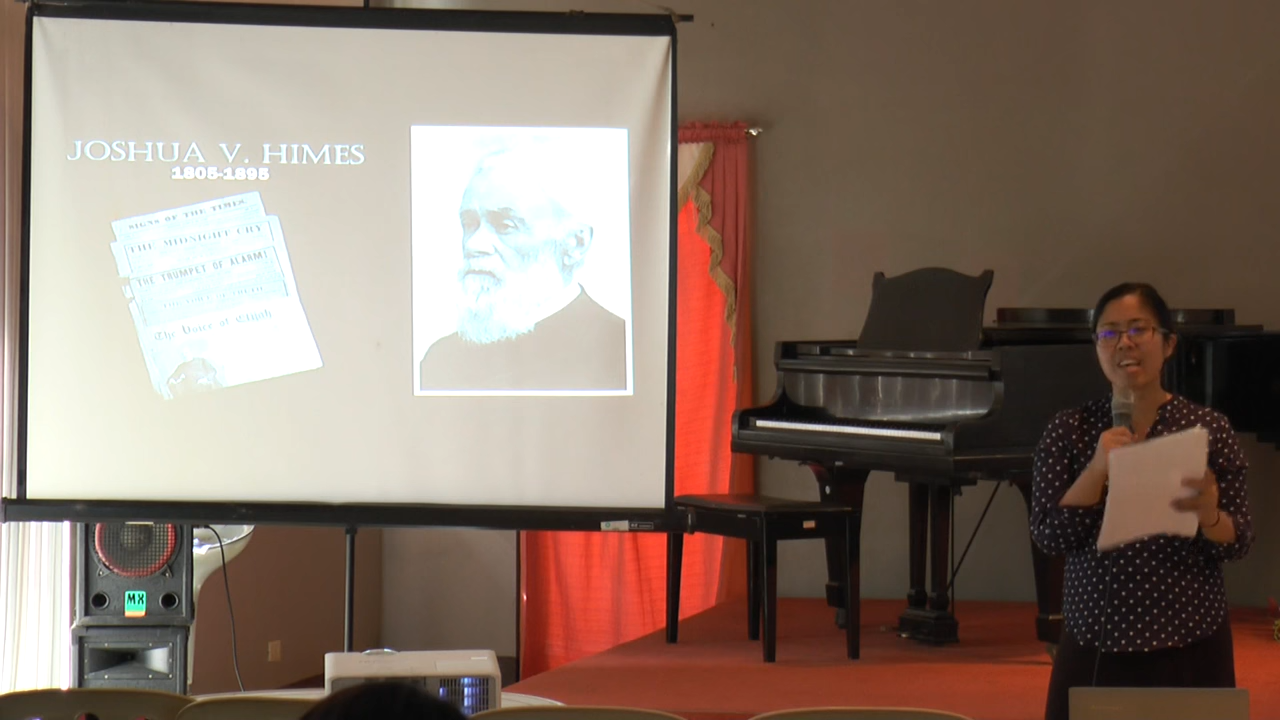 JOSHUA V. HIMES
1805-1895
SIGNS OF THE TIMES
THE MIDNIGHT CRY
THE TRUMPET OF ALARM!
The Voice of Elijah
MX